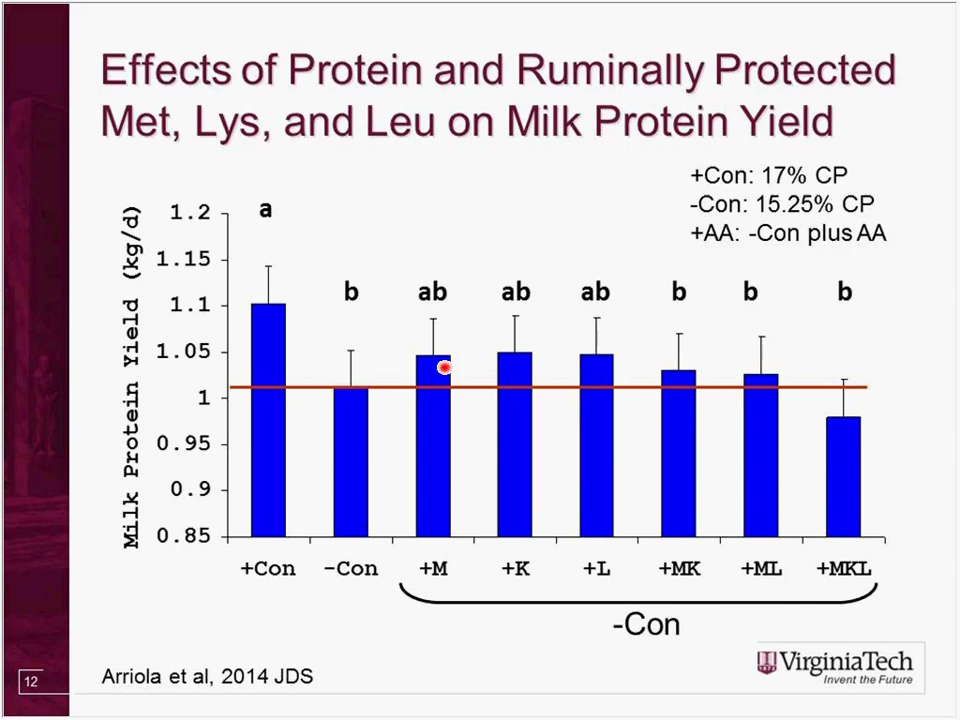 Effects of Protein and Ruminally Protected
Met, Lys, and Leu on Milk Protein Yield
+Con: 17% CP
-Con: 15.25% CP
+AA: -Con plus AA
Milk Protein Yield (kg/d)
1.2
1.15
1.1
1.05
1
0.95
0.9
0.85
a
b
ab
ab
ab
b
b
b
+Con
-Con
+M
+K
+L
+MK
+ML
+MKL
-Con
Arriola et al, 2014 JDS
12
VirginiaTech
Invent the Future